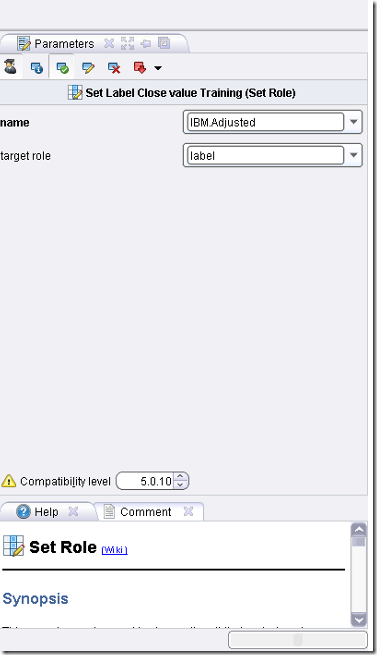 Parameters
Set Label Close value Training (Set Role)
name IBM.Adjusted
target role label
Compatibility level 5.0.10
Help Comment
Set Role (Wiki)
Synopsis